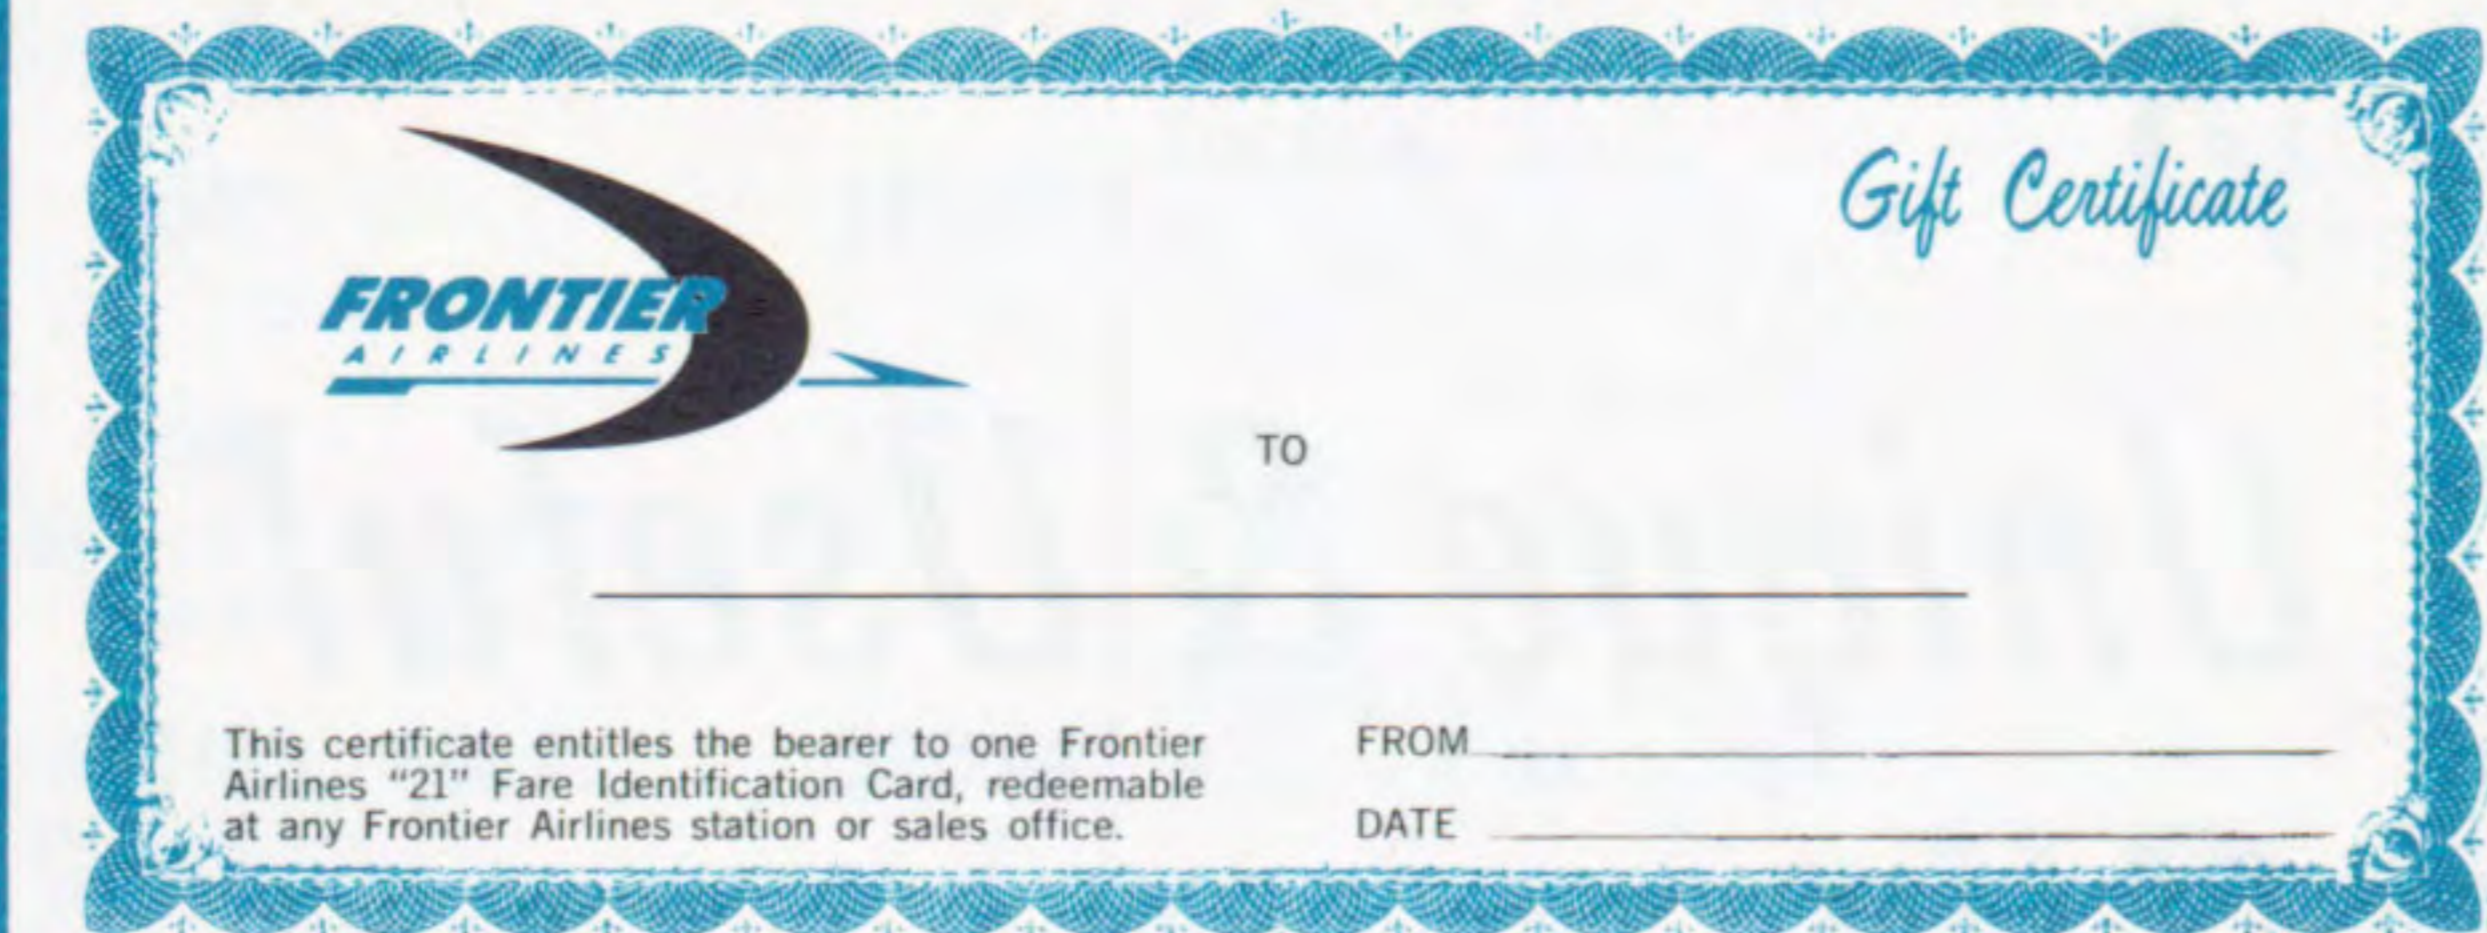 Gift Certificate
FRONTIER
AIRLINES
TO
This certificate entitles the bearer to one Frontier
Airlines “21” Fare Identification Card, redeemable
at any Frontier Airlines station or sales office.
FROM
DATE